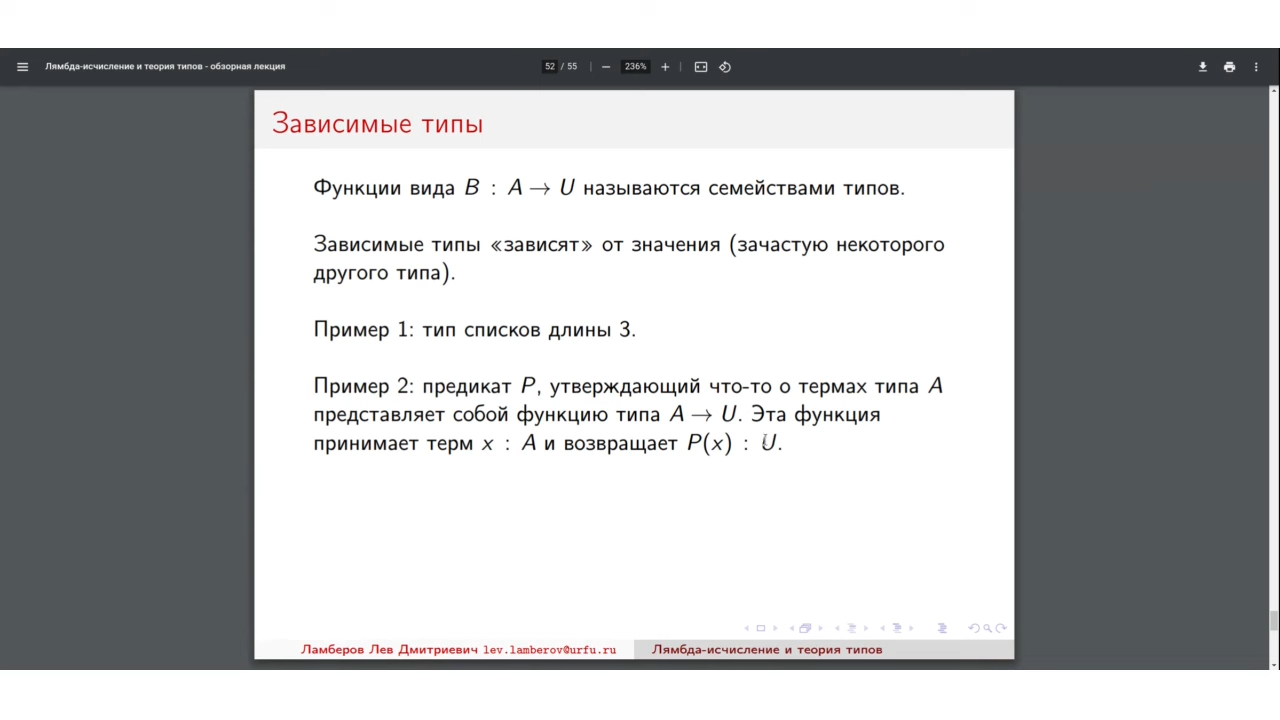 Лямбда-исчисление и теория типов - обзорная лекция
52 / 55
236%
Зависимые типы
Функции вида B : A → U называются семействами типов.
Зависимые типы «зависят» от значения (зачастую некоторого
другого типа).
Пример 1: тип списков длины 3.
Пример 2: предикат P, утверждающий что-то о термах типа A
представляет собой функцию типа A → U. Эта функция
принимает терм x : A и возвращает P(x) : U.
Ламберов Лев Дмитриевич lev.lamberov@urfu.ru
Лямбда-исчисление и теория типов